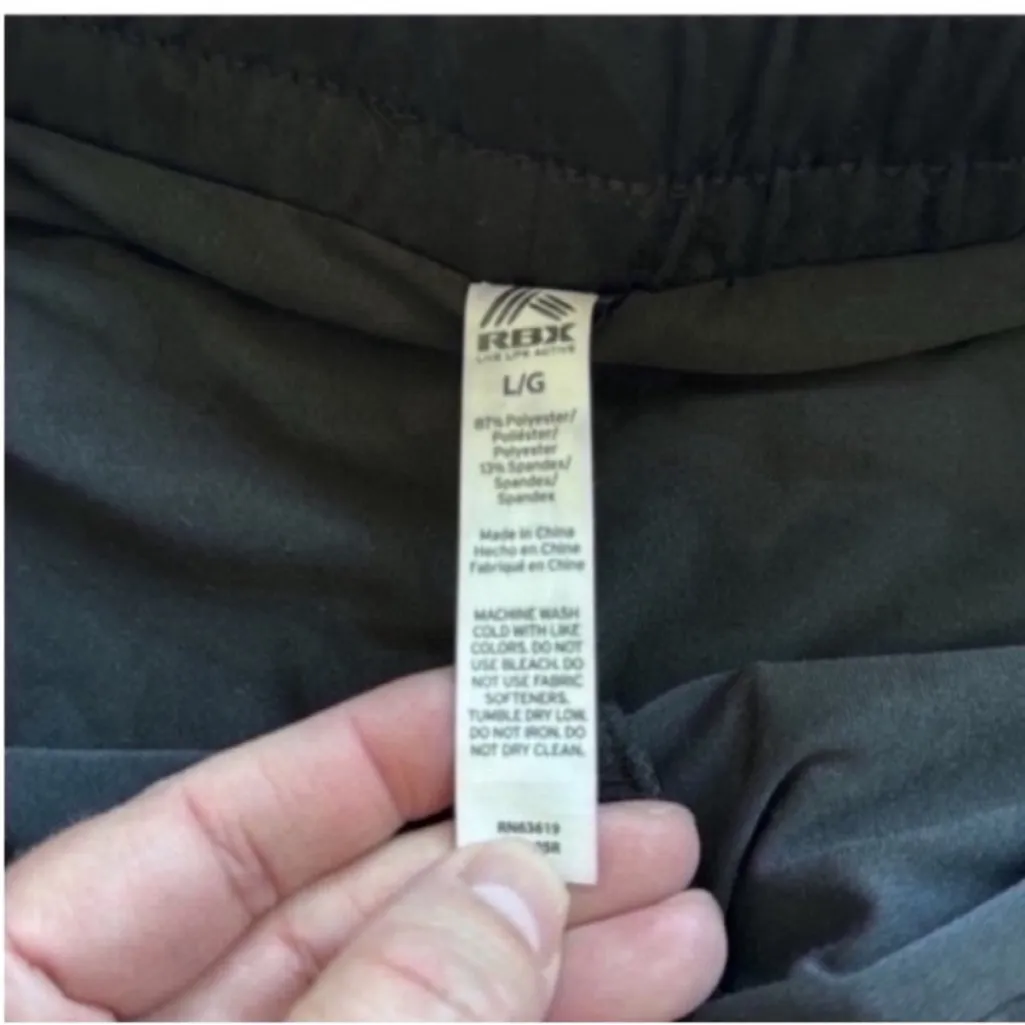 RBX
LIVE LIFE ACTIVE
L/G
87% Polyester/
Poliéster/
Polyester
13% Spandex/
Spandex/
Spandex
Made in China
Hecho en Chine
Fabriqué en Chine
MACHINE WASH
COLD WITH LIKE
COLORS. DO NOT
USE BLEACH. DO
NOT USE FABRIC
SOFTENERS.
TUMBLE DRY LOW.
DO NOT IRON. DO
NOT DRY CLEAN.
RN63619